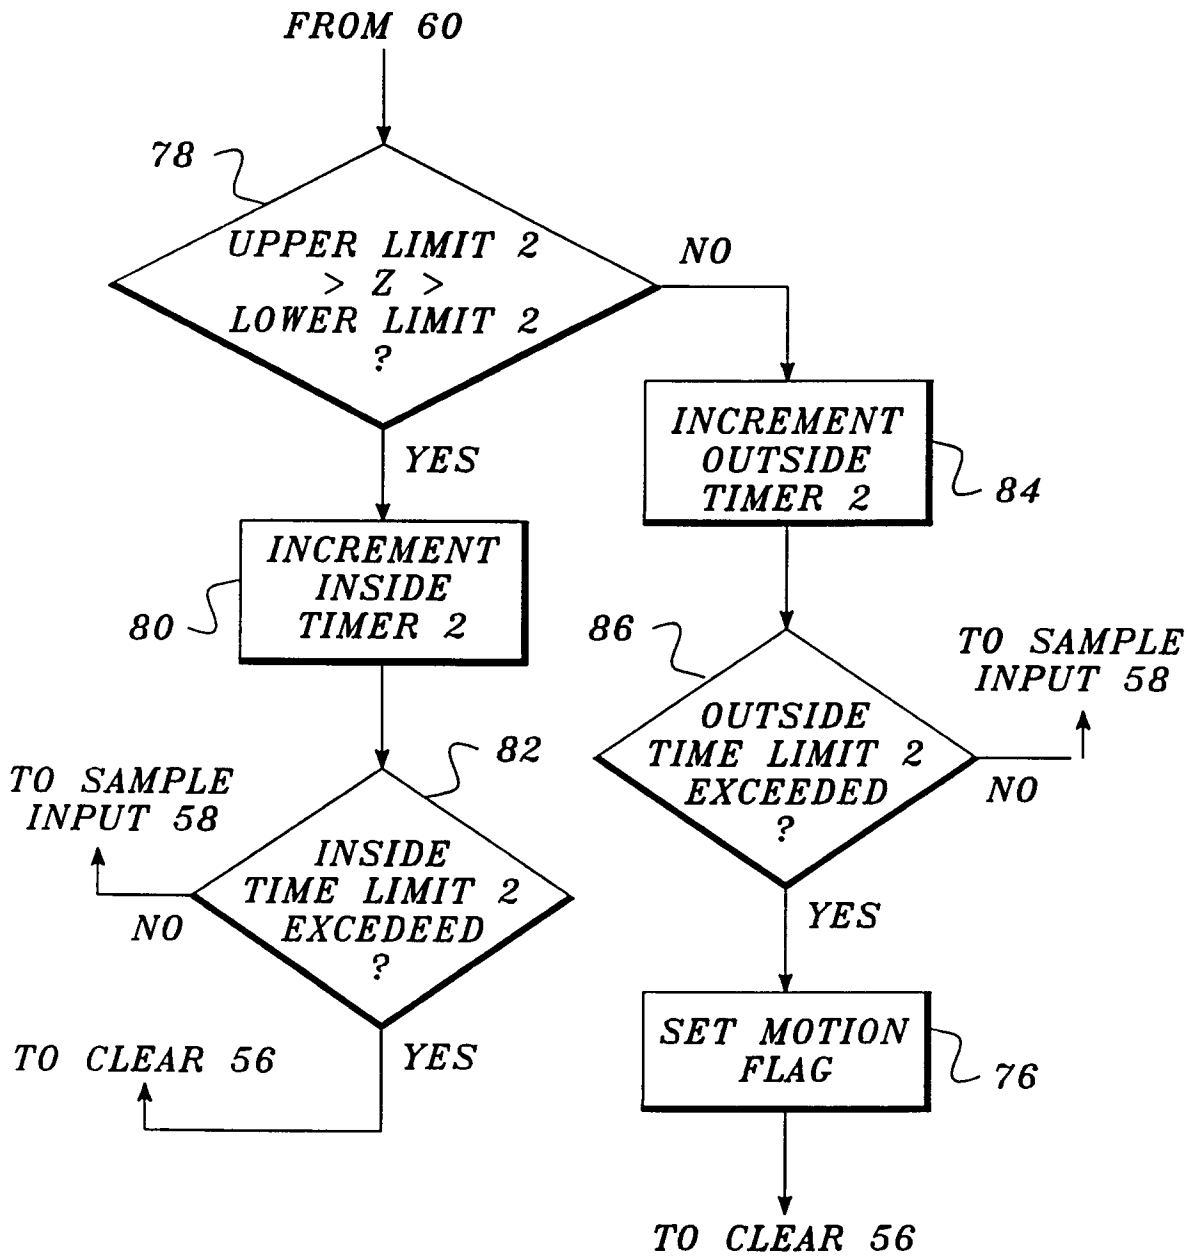 FROM 60
78
UPPER LIMIT 2
> Z >
LOWER LIMIT 2
?
NO
YES
INCREMENT
OUTSIDE
TIMER 2
84
INCREMENT
INSIDE
TIMER 2
80
86
TO SAMPLE
INPUT 58
OUTSIDE
TIME LIMIT 2
EXCEEDED
?
NO
82
TO SAMPLE
INPUT 58
INSIDE
TIME LIMIT 2
EXCEDEED
?
NO
YES
YES
TO CLEAR 56
SET MOTION
FLAG
76
TO CLEAR 56